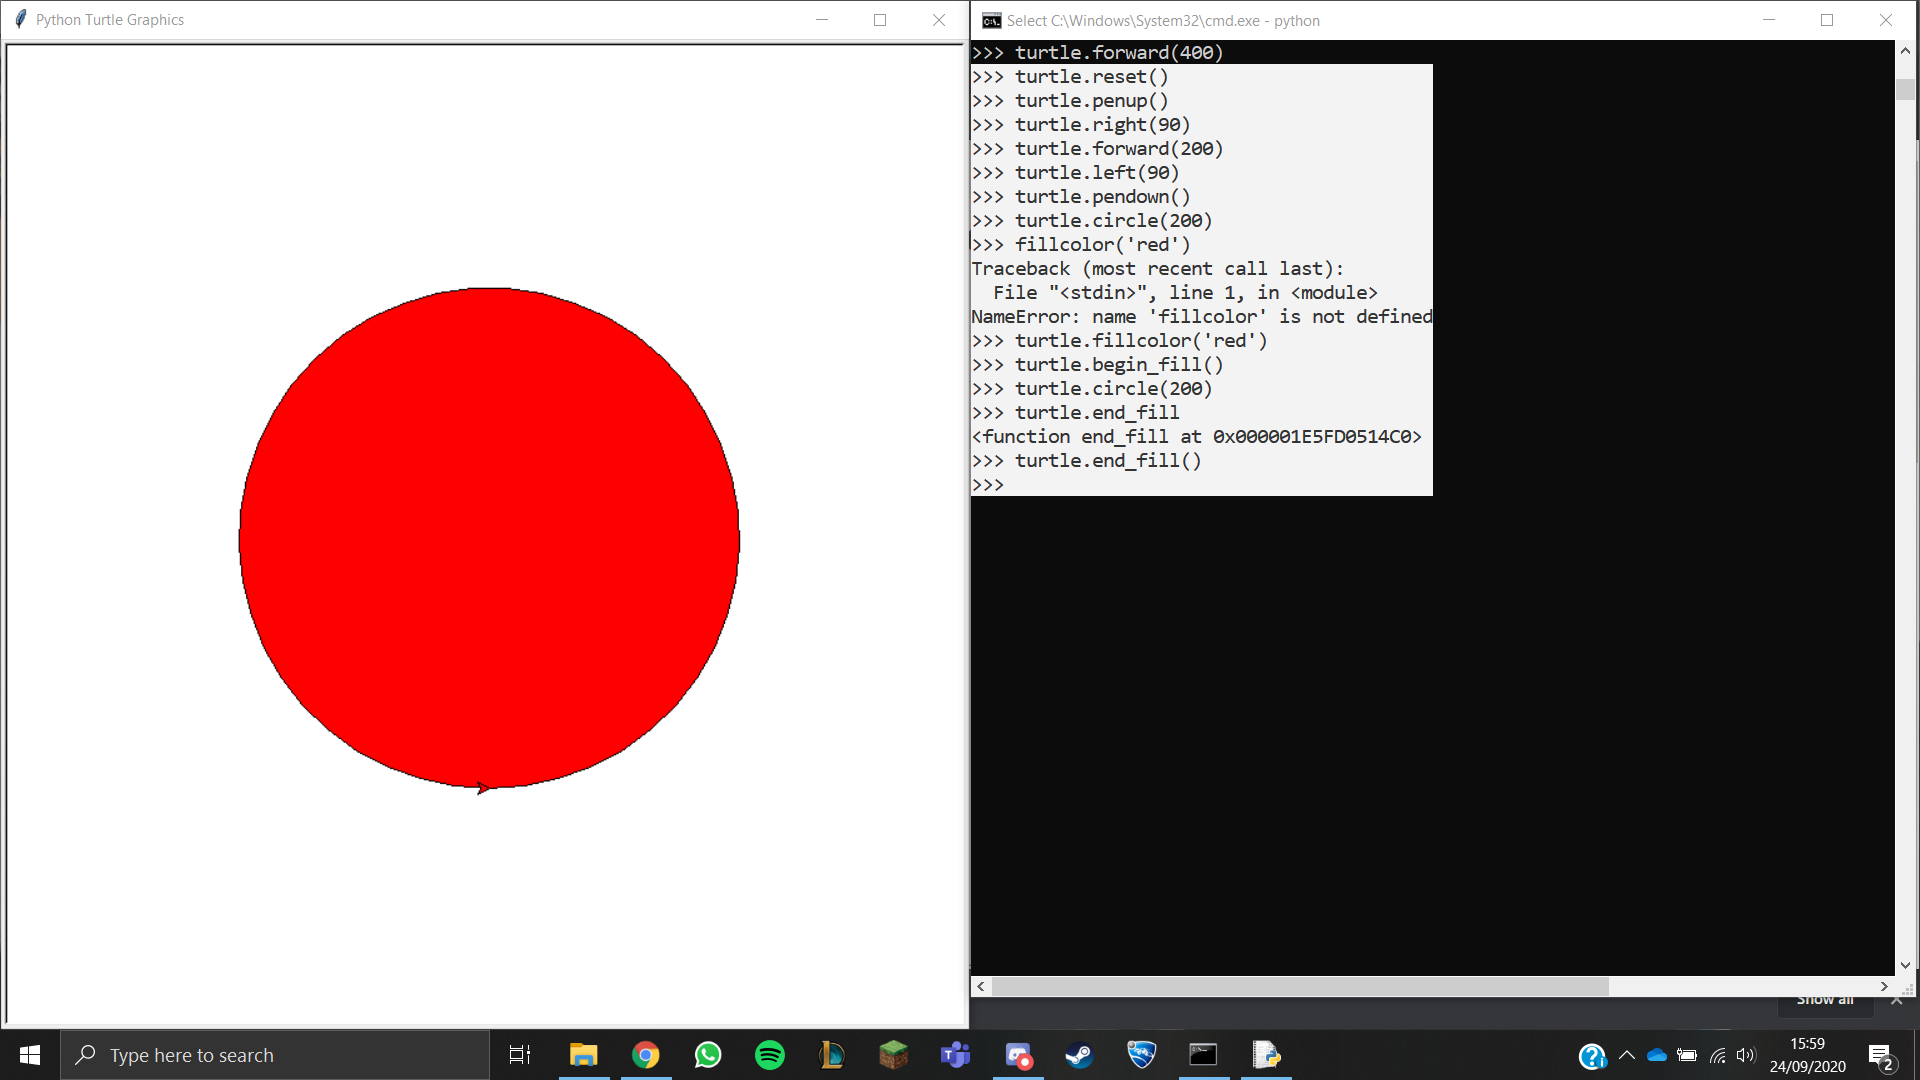 Python Turtle Graphics
Select C:\Windows\System32\cmd.exe - python
>>> turtle.forward(400)
>>> turtle.reset()
>>> turtle.penup()
>>> turtle.right(90)
>>> turtle.forward(200)
>>> turtle.left(90)
>>> turtle.pendown()
>>> turtle.circle(200)
>>> fillcolor('red')
Traceback (most recent call last):
  File "<stdin>", line 1, in <module>
NameError: name 'fillcolor' is not defined
>>> turtle.fillcolor('red')
>>> turtle.begin_fill()
>>> turtle.circle(200)
>>> turtle.end_fill
<function end_fill at 0x000001E5FD0514C0>
>>> turtle.end_fill()
>>>
Show all
Type here to search
15:59
24/09/2020
2